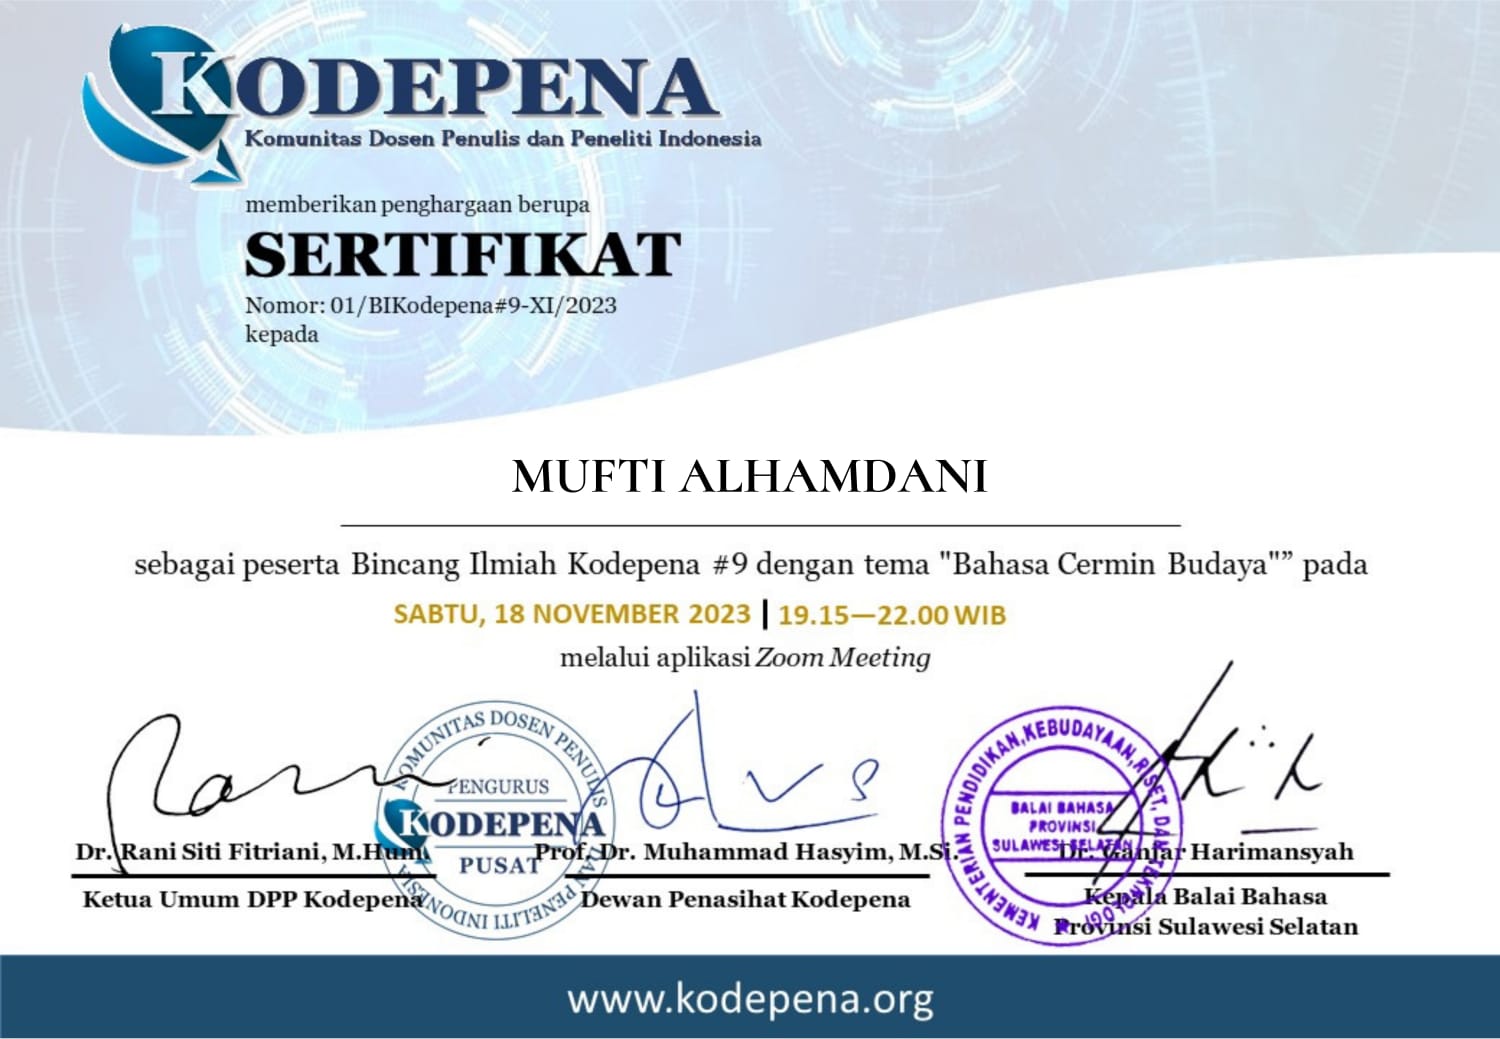 KODEPENA
Komunitas Dosen Penulis dan Peneliti Indonesia
memberikan penghargaan berupa
SERTIFIKAT
Nomor: 01/BIKodepena#9-XI/2023
kepada
MUFTI ALHAMDANI
sebagai peserta Bincang Ilmiah Kodepena #9 dengan tema "Bahasa Cermin Budaya"” pada
SABTU, 18 NOVEMBER 2023 | 19.15—22.00 WIB
melalui aplikasi Zoom Meeting
KOMUNITAS DOSEN PENULIS DAN PENELITI INDONESIA
PENGURUS
KODEPENA
PUSAT
KEMENTERIAN PENDIDIKAN, KEBUDAYAAN, RISET, DAN TEKNOLOGI
BALAI BAHASA
PROVINSI
SULAWESI SELATAN
Dr. Rani Siti Fitriani, M.Hum
Ketua Umum DPP Kodepena
Prof. Dr. Muhammad Hasyim, M.Si.
Dewan Penasihat Kodepena
Dr. Ganjar Harimansyah
Kepala Balai Bahasa
Provinsi Sulawesi Selatan
www.kodepena.org